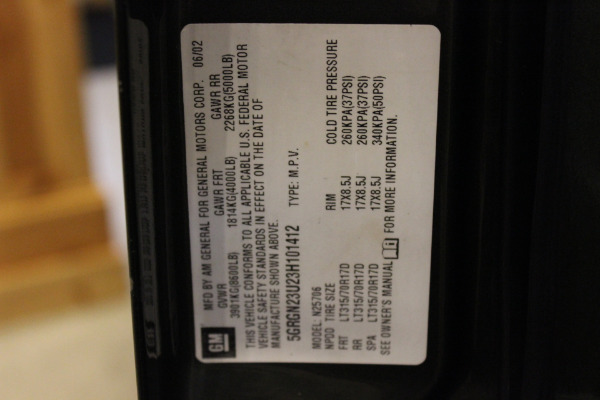 GM
MFD BY AM GENERAL FOR GENERAL MOTORS CORP. 06/02
GVWR GAWR FRT GAWR RR
3901KG(8600LB) 1814KG(4000LB) 2268KG(5000LB)
THIS VEHICLE CONFORMS TO ALL APPLICABLE U.S. FEDERAL MOTOR
VEHICLE SAFETY STANDARDS IN EFFECT ON THE DATE OF
MANUFACTURE SHOWN ABOVE.
5GRGN23U23H101412 TYPE: M.P.V.
MODEL: N25706
NPDD TIRE SIZE RIM COLD TIRE PRESSURE
FRT LT315/70R17D 17X8.5J 260KPA(37PSI)
RR LT315/70R17D 17X8.5J 260KPA(37PSI)
SPA LT315/70R17D 17X8.5J 340KPA(50PSI)
SEE OWNER'S MANUAL FOR MORE INFORMATION.